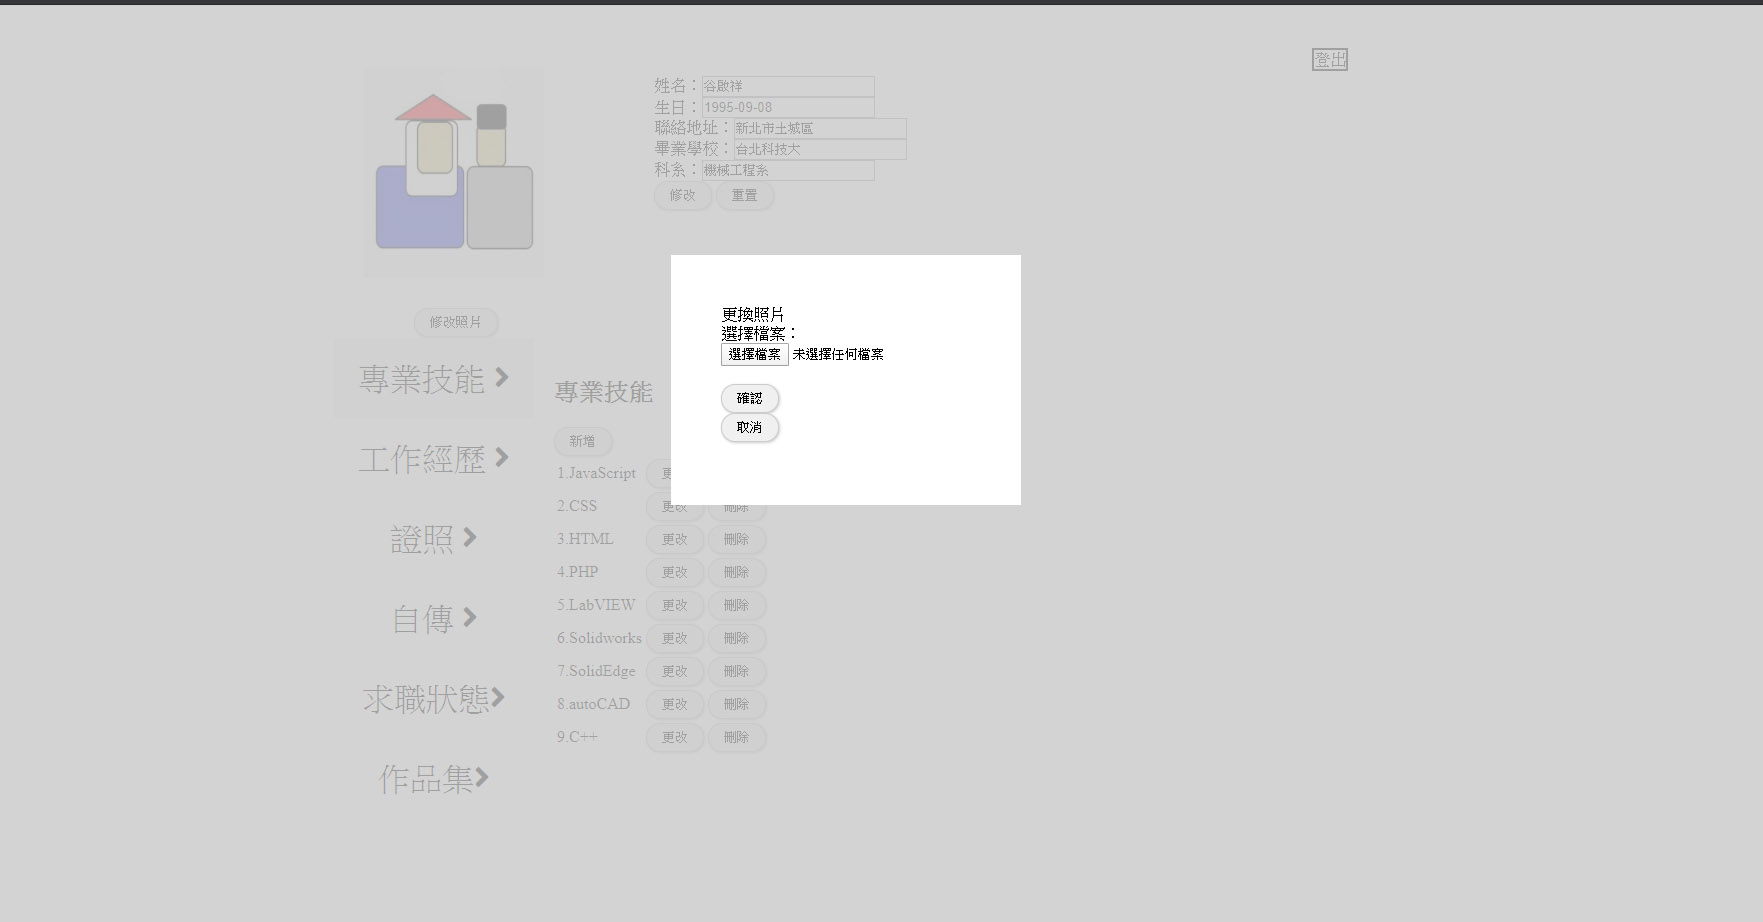 登出
姓名：谷啟祥
生日：1995-09-08
聯絡地址：新北市土城區
畢業學校：台北科技大
科系：機械工程系
修改 重置
修改照片
更換照片
選擇檔案：
選擇檔案 未選擇任何檔案
確認
取消
專業技能
工作經歷
證照
自傳
求職狀態
作品集
專業技能
新增
1.JavaScript 更
2.CSS 更改 刪除
3.HTML 更改 刪除
4.PHP 更改 刪除
5.LabVIEW 更改 刪除
6.Solidworks 更改 刪除
7.SolidEdge 更改 刪除
8.autoCAD 更改 刪除
9.C++ 更改 刪除